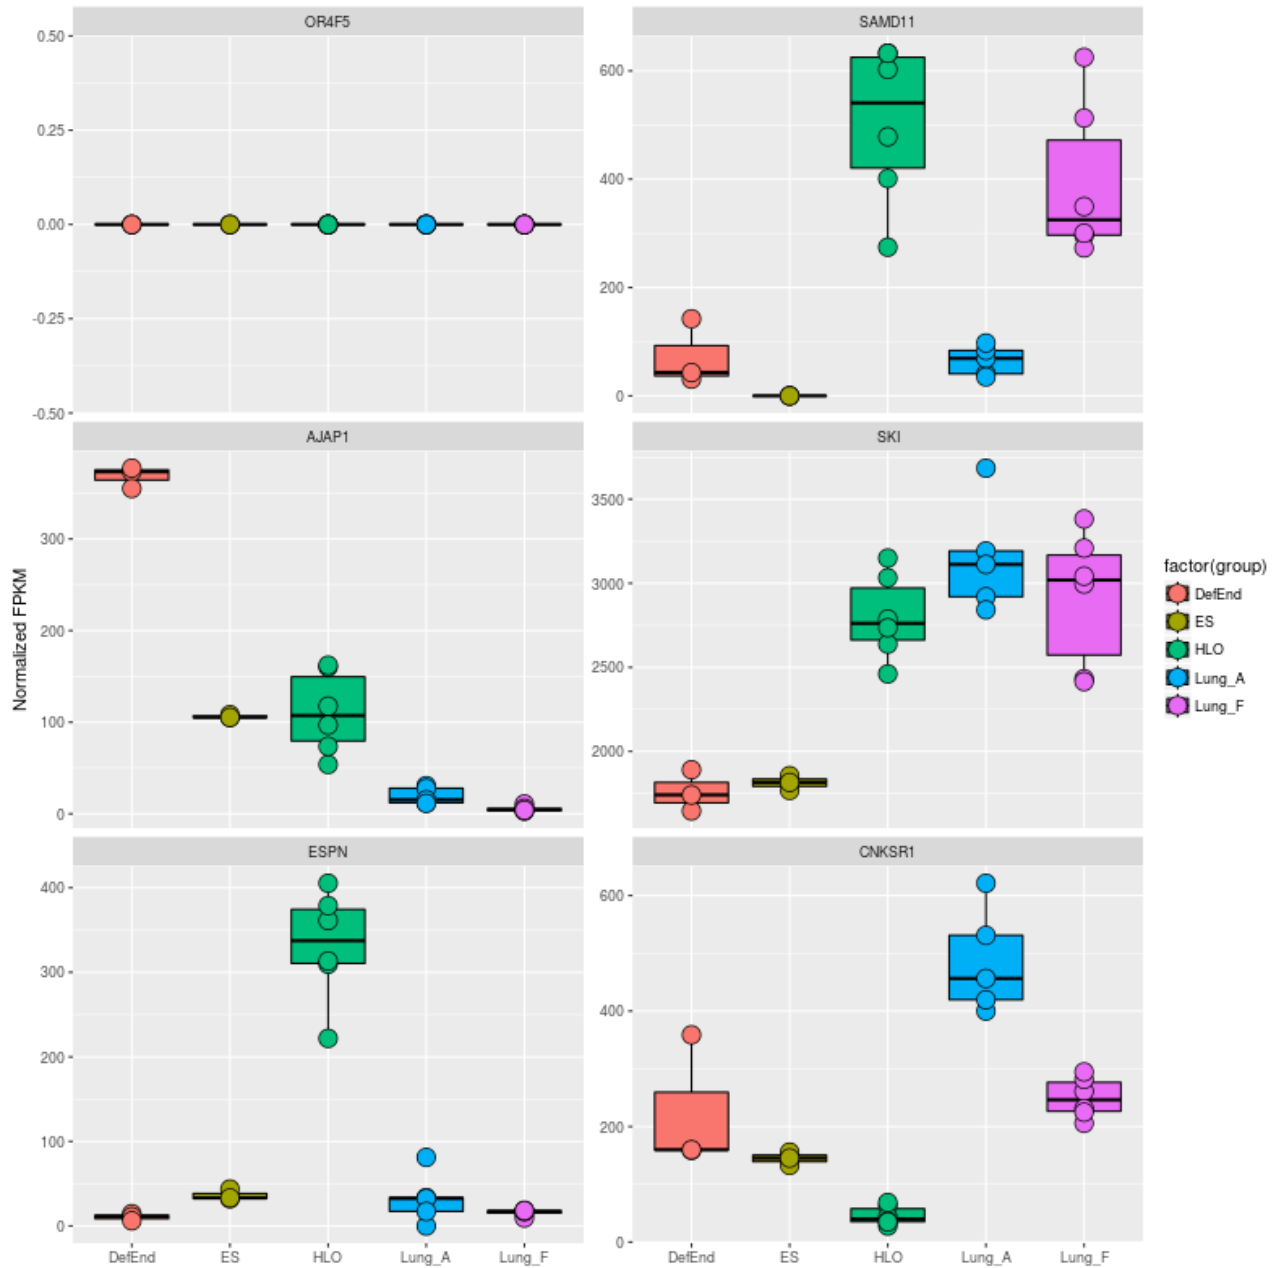 OR4F5
SAMD11
0.50
0.25
0.00
-0.25
-0.50
600
400
200
0
AJAP1
SKI
300
200
100
0
3500
3000
2500
2000
Normalized FPKM
factor(group)
DefEnd
ES
HLO
Lung_A
Lung_F
ESPN
CNKSR1
400
300
200
100
0
600
400
200
0
DefEnd ES HLO Lung_A Lung_F
DefEnd ES HLO Lung_A Lung_F